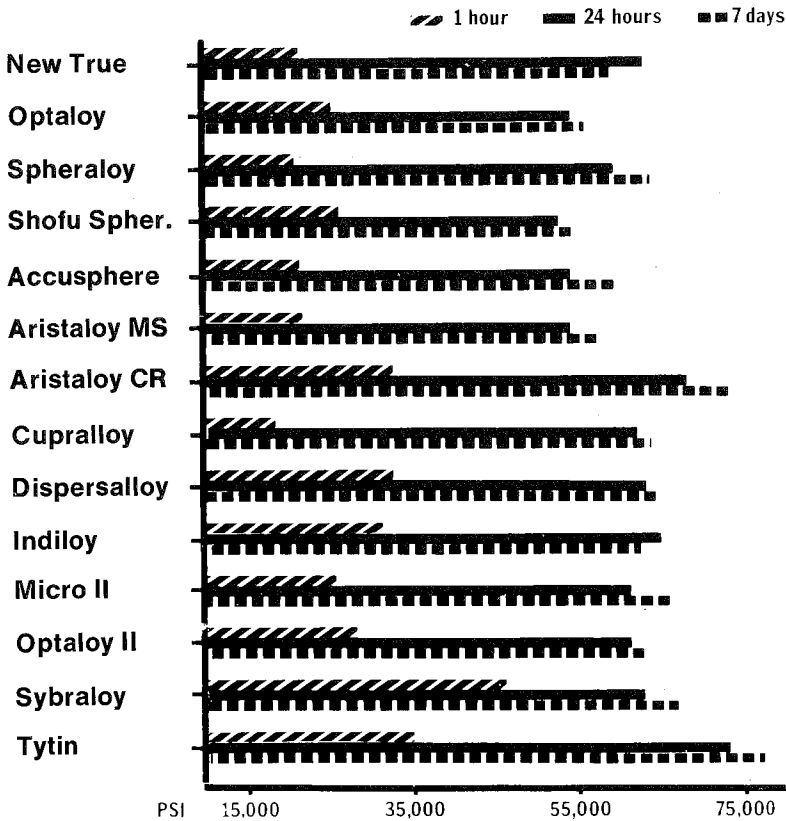 1 hour 24 hours 7 days
New True
Optaloy
Spheraloy
Shofu Spher.
Accusphere
Aristaloy MS
Aristaloy CR
Cupralloy
Dispersalloy
Indiloy
Micro II
Optaloy II
Sybraloy
Tytin
PSI 15,000 35,000 55,000 75,000